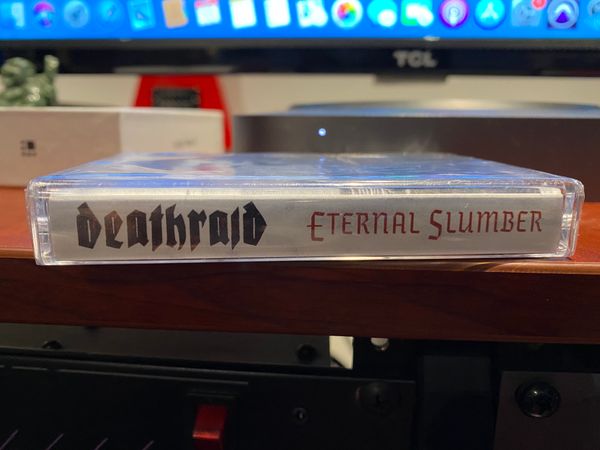 TCL
deathraid ETERNAL SLUMBER